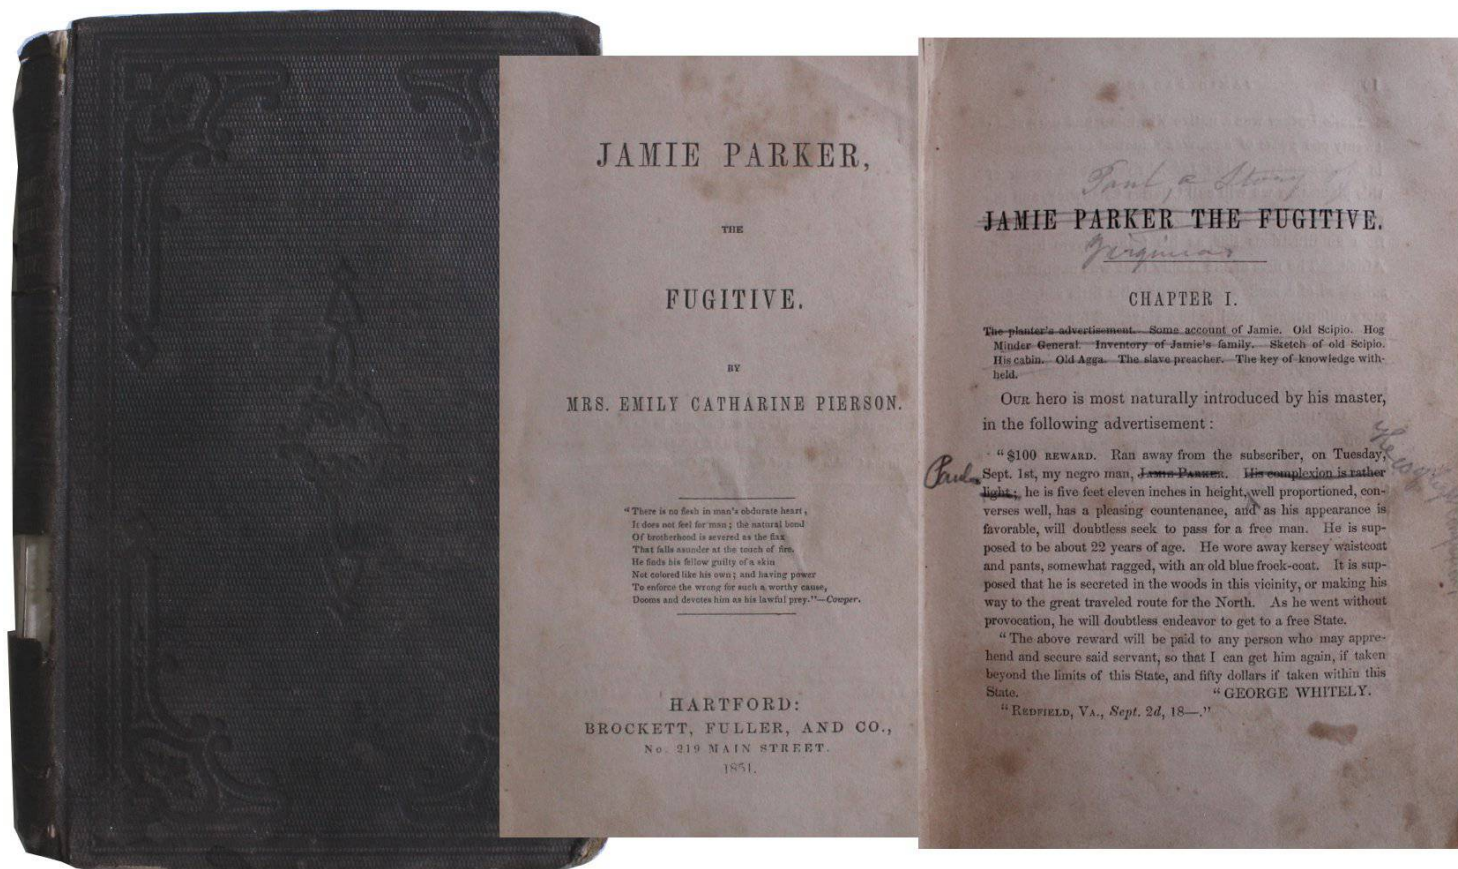 JAMIE PARKER,
THE
FUGITIVE.
BY
MRS. EMILY CATHARINE PIERSON.
"There is no flesh in man's obdurate heart,
It does not feel for man; the natural bond
Of brotherhood is severed as the flax
That falls asunder at the touch of fire.
He finds his fellow guilty of a skin
Not colored like his own; and having power
To enforce the wrong for such a worthy cause,
Dooms and devotes him as his lawful prey."—Cowper.
HARTFORD:
BROCKETT, FULLER, AND CO.,
No. 219 MAIN STREET.
1851.
Paul, a Story of
JAMIE PARKER THE FUGITIVE.
CHAPTER I.
The planter's advertisement. Some account of Jamie. Old Scipio. Hog
Minder General. Inventory of Jamie's family. Sketch of old Scipio.
His cabin. Old Agga. The slave preacher. The key of knowledge with-
held.
OUR hero is most naturally introduced by his master,
in the following advertisement:
"$100 REWARD. Ran away from the subscriber, on Tuesday,
Paul.
Sept. 1st, my negro man, JAMIE PARKER. His complexion is rather
light; he is five feet eleven inches in height, well proportioned, con-
verses well, has a pleasing countenance, and as his appearance is
favorable, will doubtless seek to pass for a free man. He is sup-
posed to be about 22 years of age. He wore away kersey waistcoat
and pants, somewhat ragged, with an old blue frock-coat. It is sup-
posed that he is secreted in the woods in this vicinity, or making his
way to the great traveled route for the North. As he went without
provocation, he will doubtless endeavor to get to a free State.
"The above reward will be paid to any person who may appre-
hend and secure said servant, so that I can get him again, if taken
beyond the limits of this State, and fifty dollars if taken within this
State. "GEORGE WHITELY.
"REDFIELD, VA., Sept. 2d, 18—."